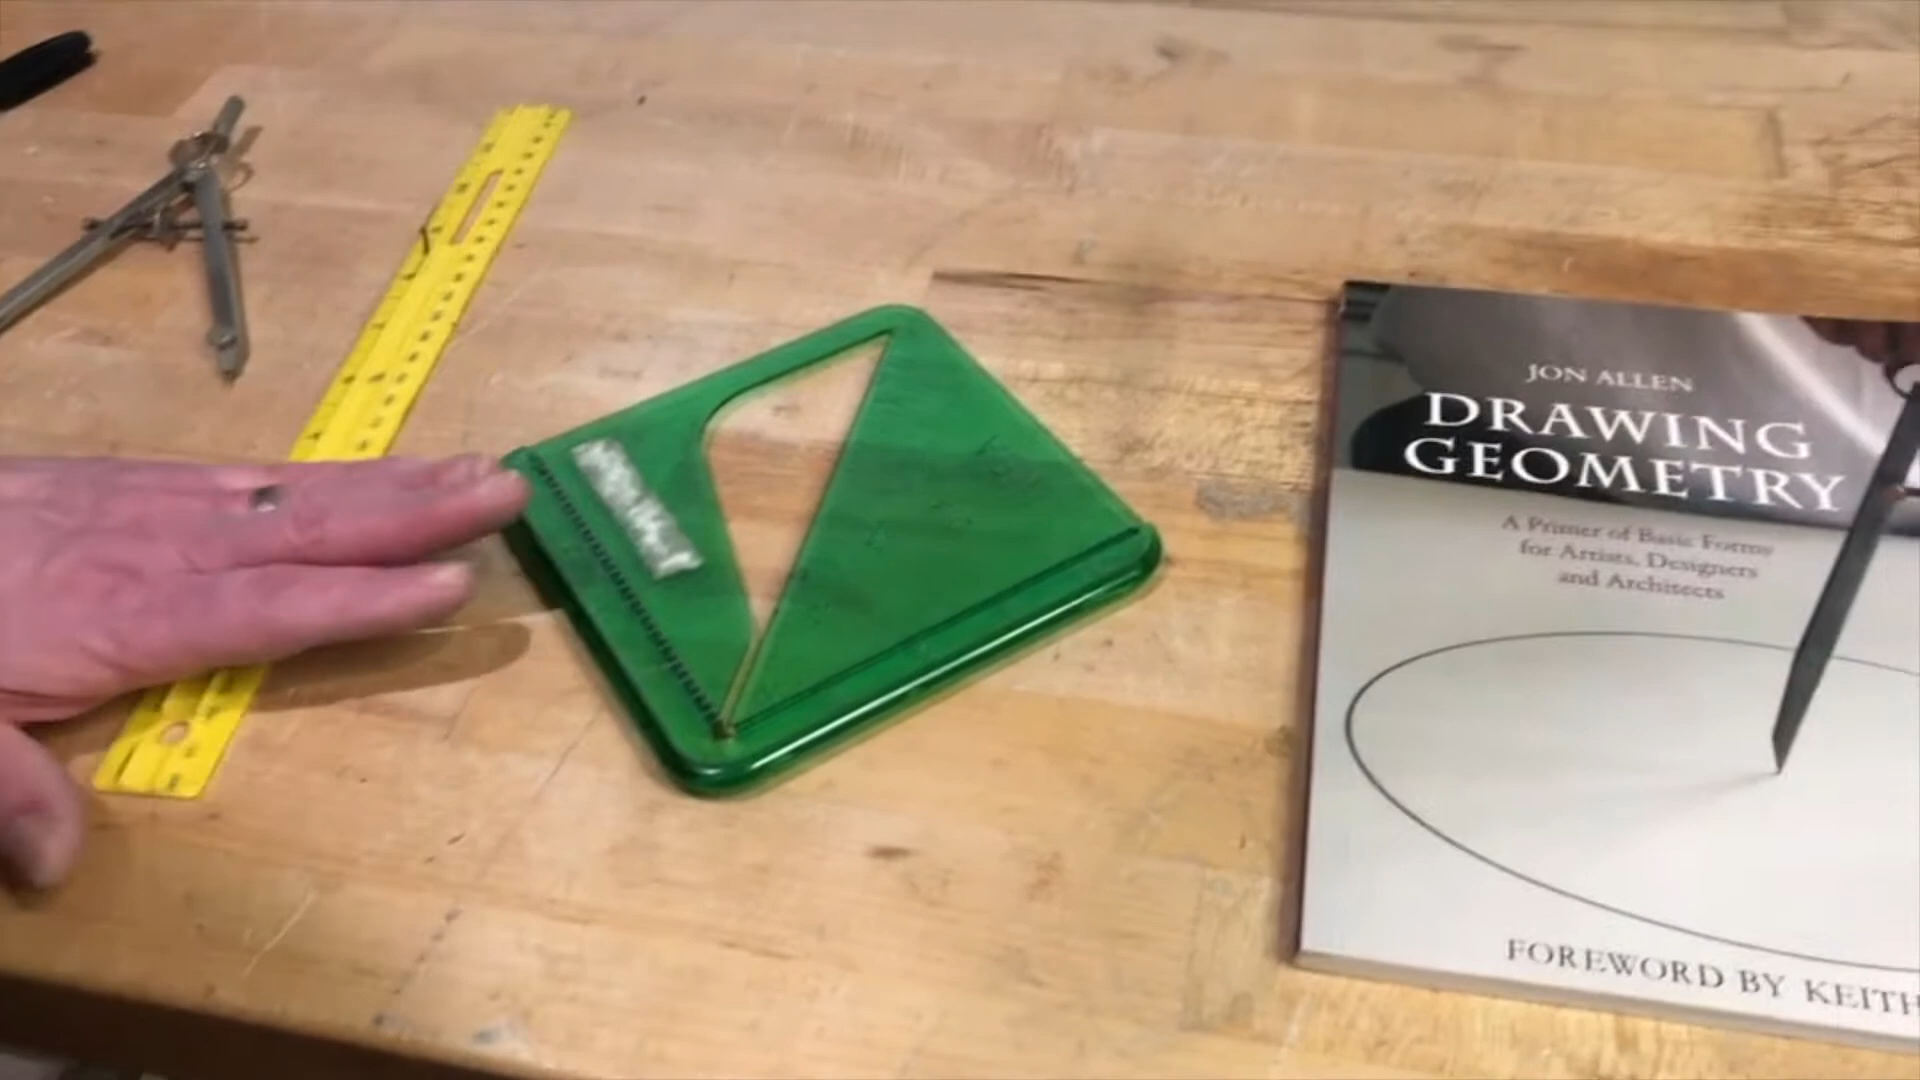 JON ALLEN
DRAWING
GEOMETRY
A Primer of Basic Forms
for Artists, Designers
and Architects
FOREWORD BY KEITH